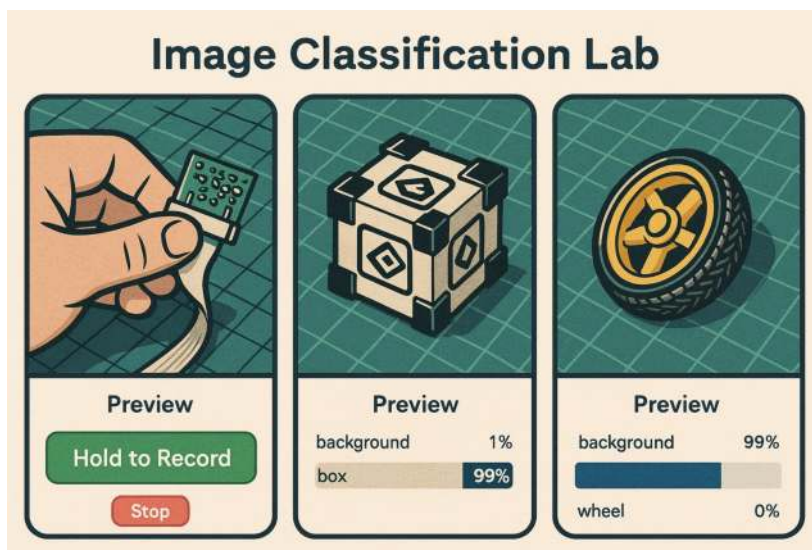 Image Classification Lab
Preview
Hold to Record
Stop
Preview
background 1%
box 99%
Preview
background 99%
wheel 0%